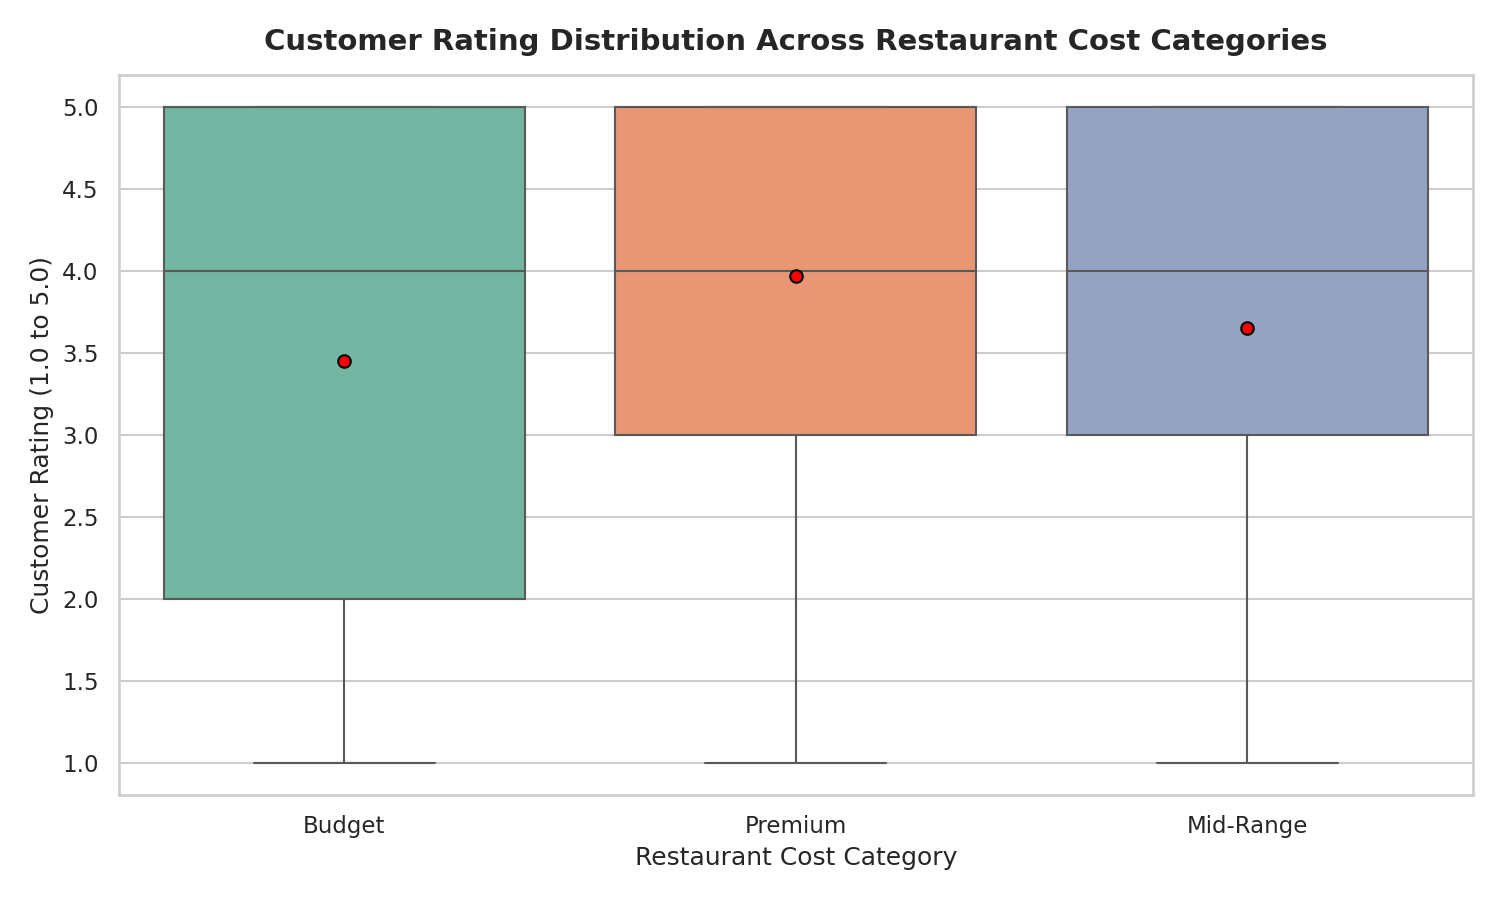 Customer Rating Distribution Across Restaurant Cost Categories
Customer Rating (1.0 to 5.0)
5.0
4.5
4.0
3.5
3.0
2.5
2.0
1.5
1.0
Budget
Premium
Mid-Range
Restaurant Cost Category